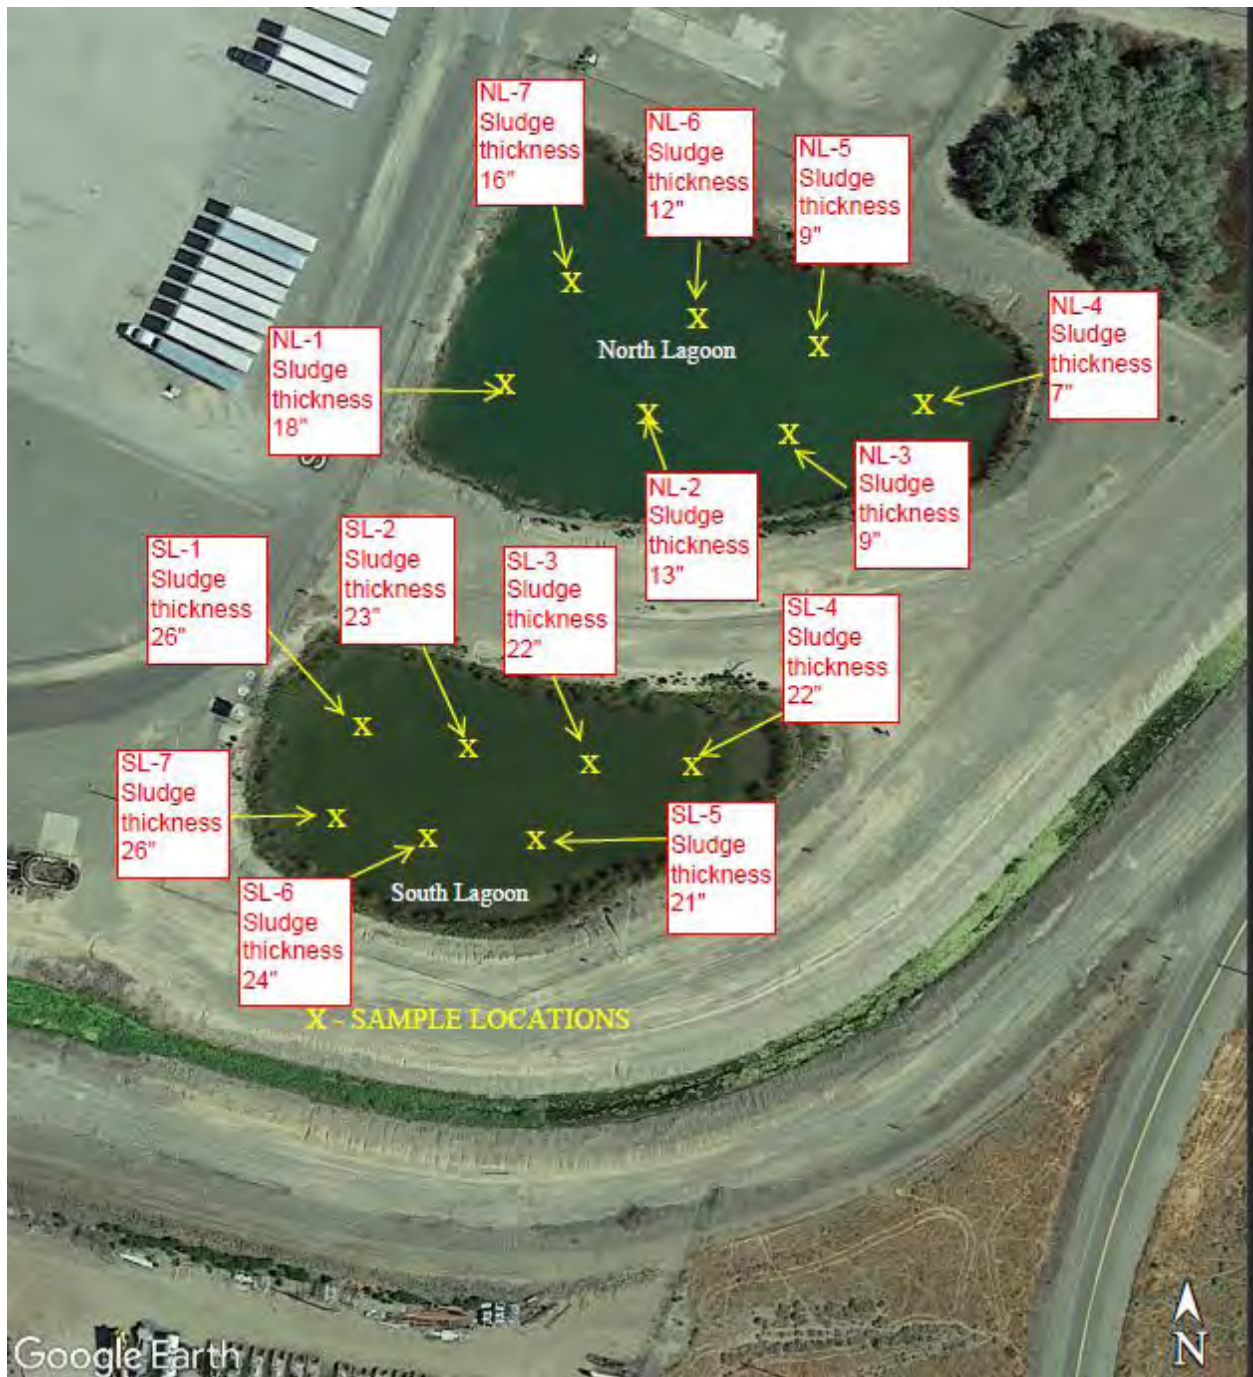 NL-7
Sludge
thickness
16"
NL-6
Sludge
thickness
12"
NL-5
Sludge
thickness
9"
NL-4
Sludge
thickness
7"
North Lagoon
NL-1
Sludge
thickness
18"
NL-3
Sludge
thickness
9"
NL-2
Sludge
thickness
13"
SL-1
Sludge
thickness
26"
SL-2
Sludge
thickness
23"
SL-3
Sludge
thickness
22"
SL-4
Sludge
thickness
22"
SL-7
Sludge
thickness
26"
SL-6
Sludge
thickness
24"
SL-5
Sludge
thickness
21"
South Lagoon
X - SAMPLE LOCATIONS
Google Earth
N